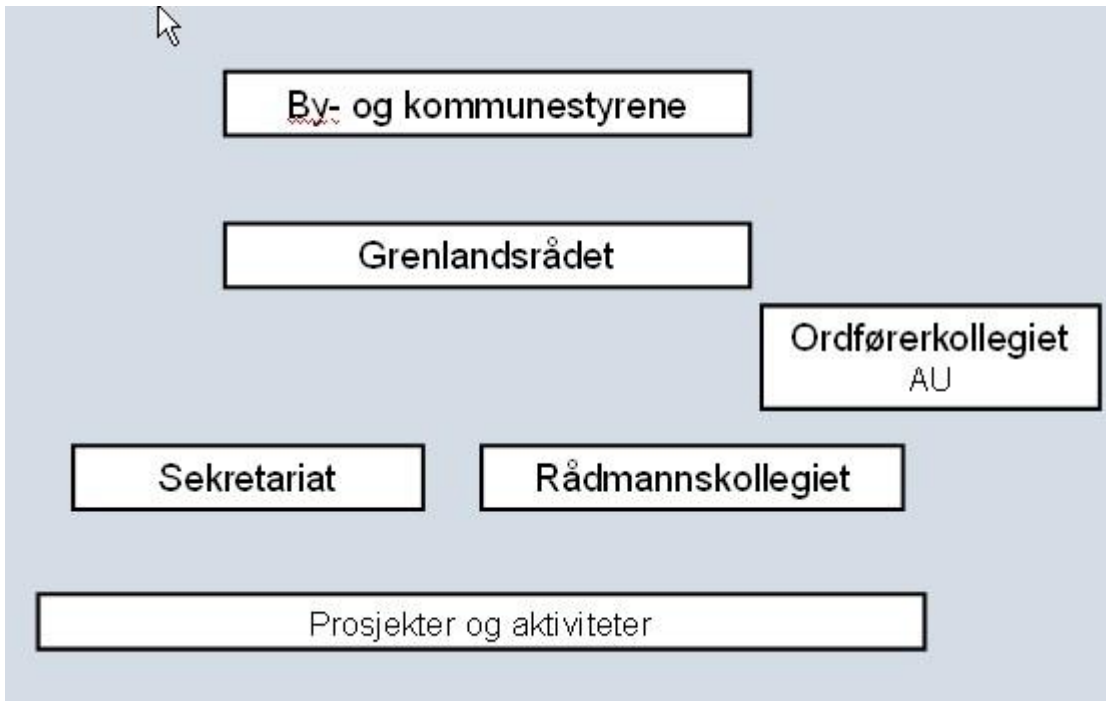 By- og kommunestyrene
Grenlandsrådet
Ordførerkollegiet
AU
Sekretariat
Rådmannskollegiet
Prosjekter og aktiviteter